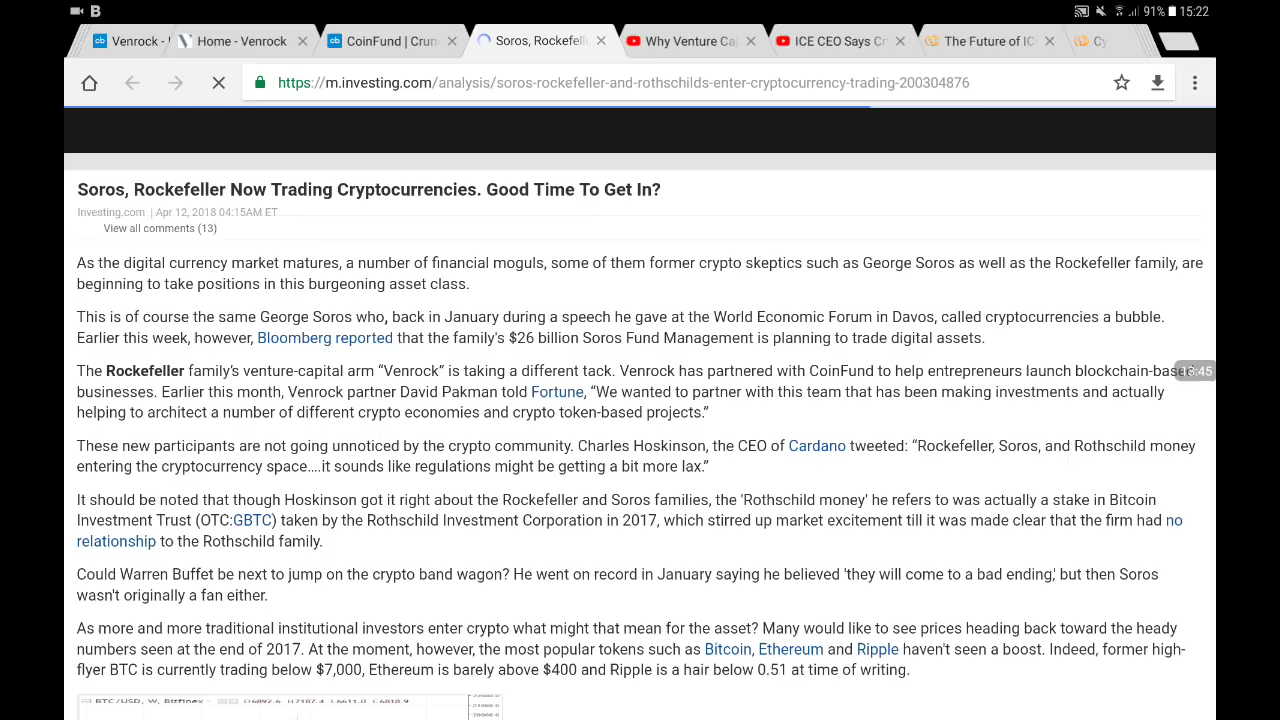 B 91% 15:22
Venrock - Home - Venrock CoinFund | Crun Soros, Rockefell Why Venture Ca ICE CEO Says Cr The Future of IC Cy
https://m.investing.com/analysis/soros-rockefeller-and-rothschilds-enter-cryptocurrency-trading-200304876
Soros, Rockefeller Now Trading Cryptocurrencies. Good Time To Get In?
Investing.com | Apr 12, 2018 04:15AM ET
View all comments (13)
As the digital currency market matures, a number of financial moguls, some of them former crypto skeptics such as George Soros as well as the Rockefeller family, are
beginning to take positions in this burgeoning asset class.
This is of course the same George Soros who, back in January during a speech he gave at the World Economic Forum in Davos, called cryptocurrencies a bubble.
Earlier this week, however, Bloomberg reported that the family's $26 billion Soros Fund Management is planning to trade digital assets.
The Rockefeller family's venture-capital arm “Venrock” is taking a different tack. Venrock has partnered with CoinFund to help entrepreneurs launch blockchain-based
businesses. Earlier this month, Venrock partner David Pakman told Fortune, “We wanted to partner with this team that has been making investments and actually
helping to architect a number of different crypto economies and crypto token-based projects.”
These new participants are not going unnoticed by the crypto community. Charles Hoskinson, the CEO of Cardano tweeted: “Rockefeller, Soros, and Rothschild money
entering the cryptocurrency space....it sounds like regulations might be getting a bit more lax.”
It should be noted that though Hoskinson got it right about the Rockefeller and Soros families, the 'Rothschild money' he refers to was actually a stake in Bitcoin
Investment Trust (OTC:GBTC) taken by the Rothschild Investment Corporation in 2017, which stirred up market excitement till it was made clear that the firm had no
relationship to the Rothschild family.
Could Warren Buffet be next to jump on the crypto band wagon? He went on record in January saying he believed 'they will come to a bad ending,' but then Soros
wasn't originally a fan either.
As more and more traditional institutional investors enter crypto what might that mean for the asset? Many would like to see prices heading back toward the heady
numbers seen at the end of 2017. At the moment, however, the most popular tokens such as Bitcoin, Ethereum and Ripple haven't seen a boost. Indeed, former high-
flyer BTC is currently trading below $7,000, Ethereum is barely above $400 and Ripple is a hair below 0.51 at time of writing.
BTC/USD, W, Bitfinex O6892.6 H7187.4 L6611.0 C6818.9
20000.0